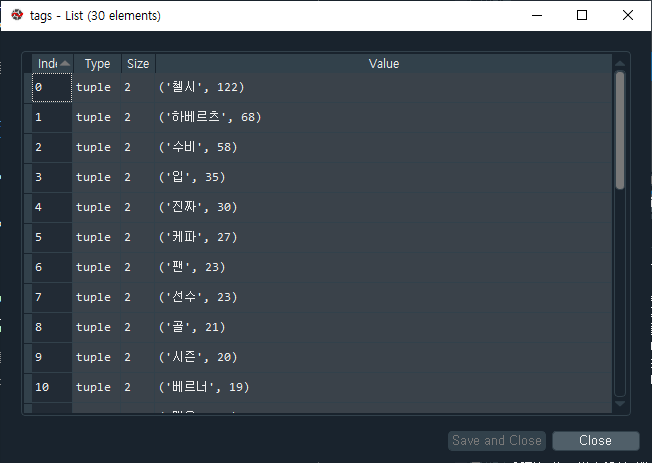 tags - List (30 elements)
Inde Type Size Value
0 tuple 2 ('첼시', 122)
1 tuple 2 ('하베르츠', 68)
2 tuple 2 ('수비', 58)
3 tuple 2 ('입', 35)
4 tuple 2 ('진짜', 30)
5 tuple 2 ('케파', 27)
6 tuple 2 ('팬', 23)
7 tuple 2 ('선수', 23)
8 tuple 2 ('골', 21)
9 tuple 2 ('시즌', 20)
10 tuple 2 ('베르너', 19)
Save and Close Close